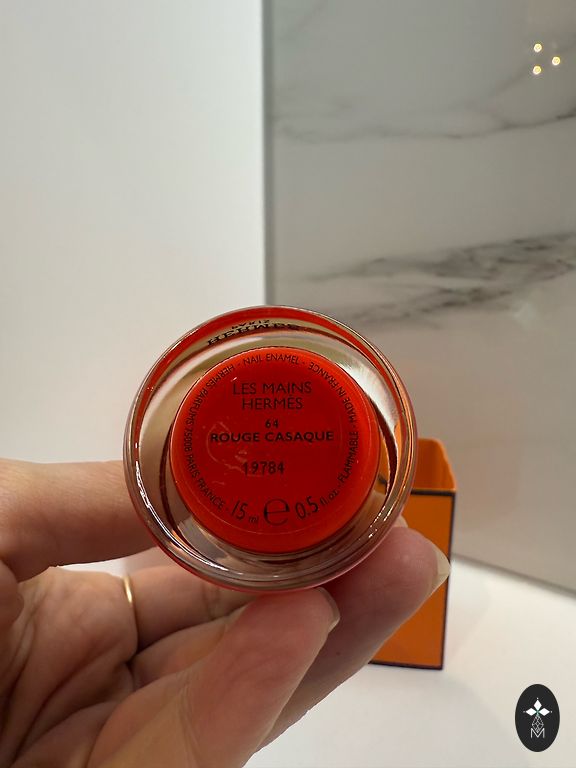 HERMÈS
PARIS
LES MAINS
HERMÈS
64
ROUGE CASAQUE
19784
15 ml e 0.5 fl.oz.
HERMÈS PARFUMS 75008 PARIS FRANCE - NAIL ENAMEL - MADE IN FRANCE - FLAMMABLE
M